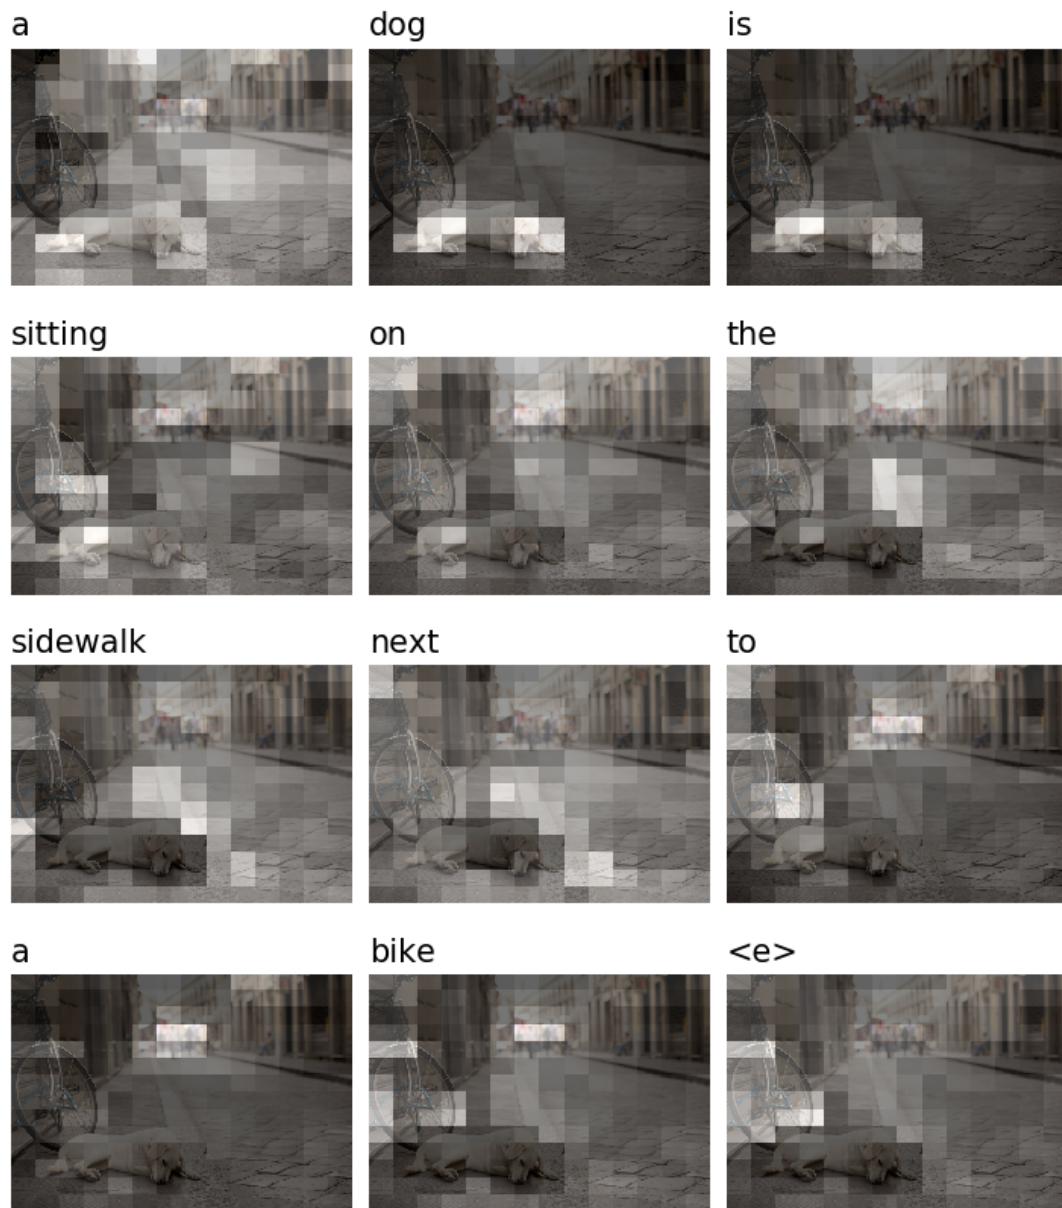 a dog is
sitting on the
sidewalk next to
a bike <e>